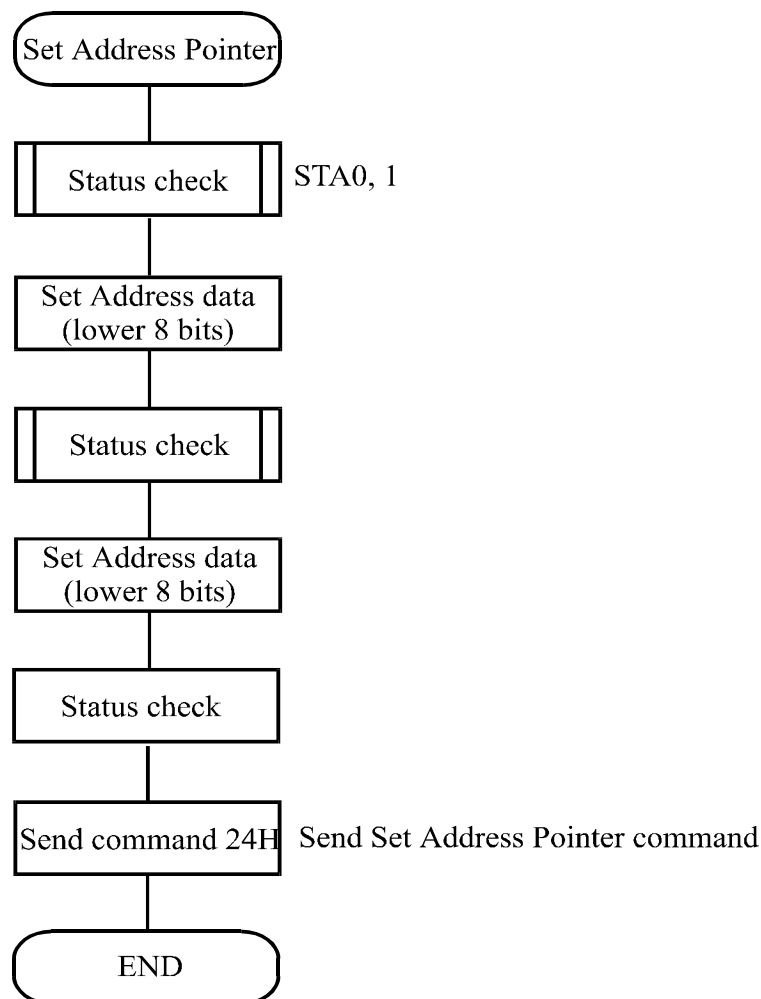 Set Address Pointer
Status check
STA0, 1
Set Address data
(lower 8 bits)
Status check
Set Address data
(lower 8 bits)
Status check
Send command 24H
Send Set Address Pointer command
END